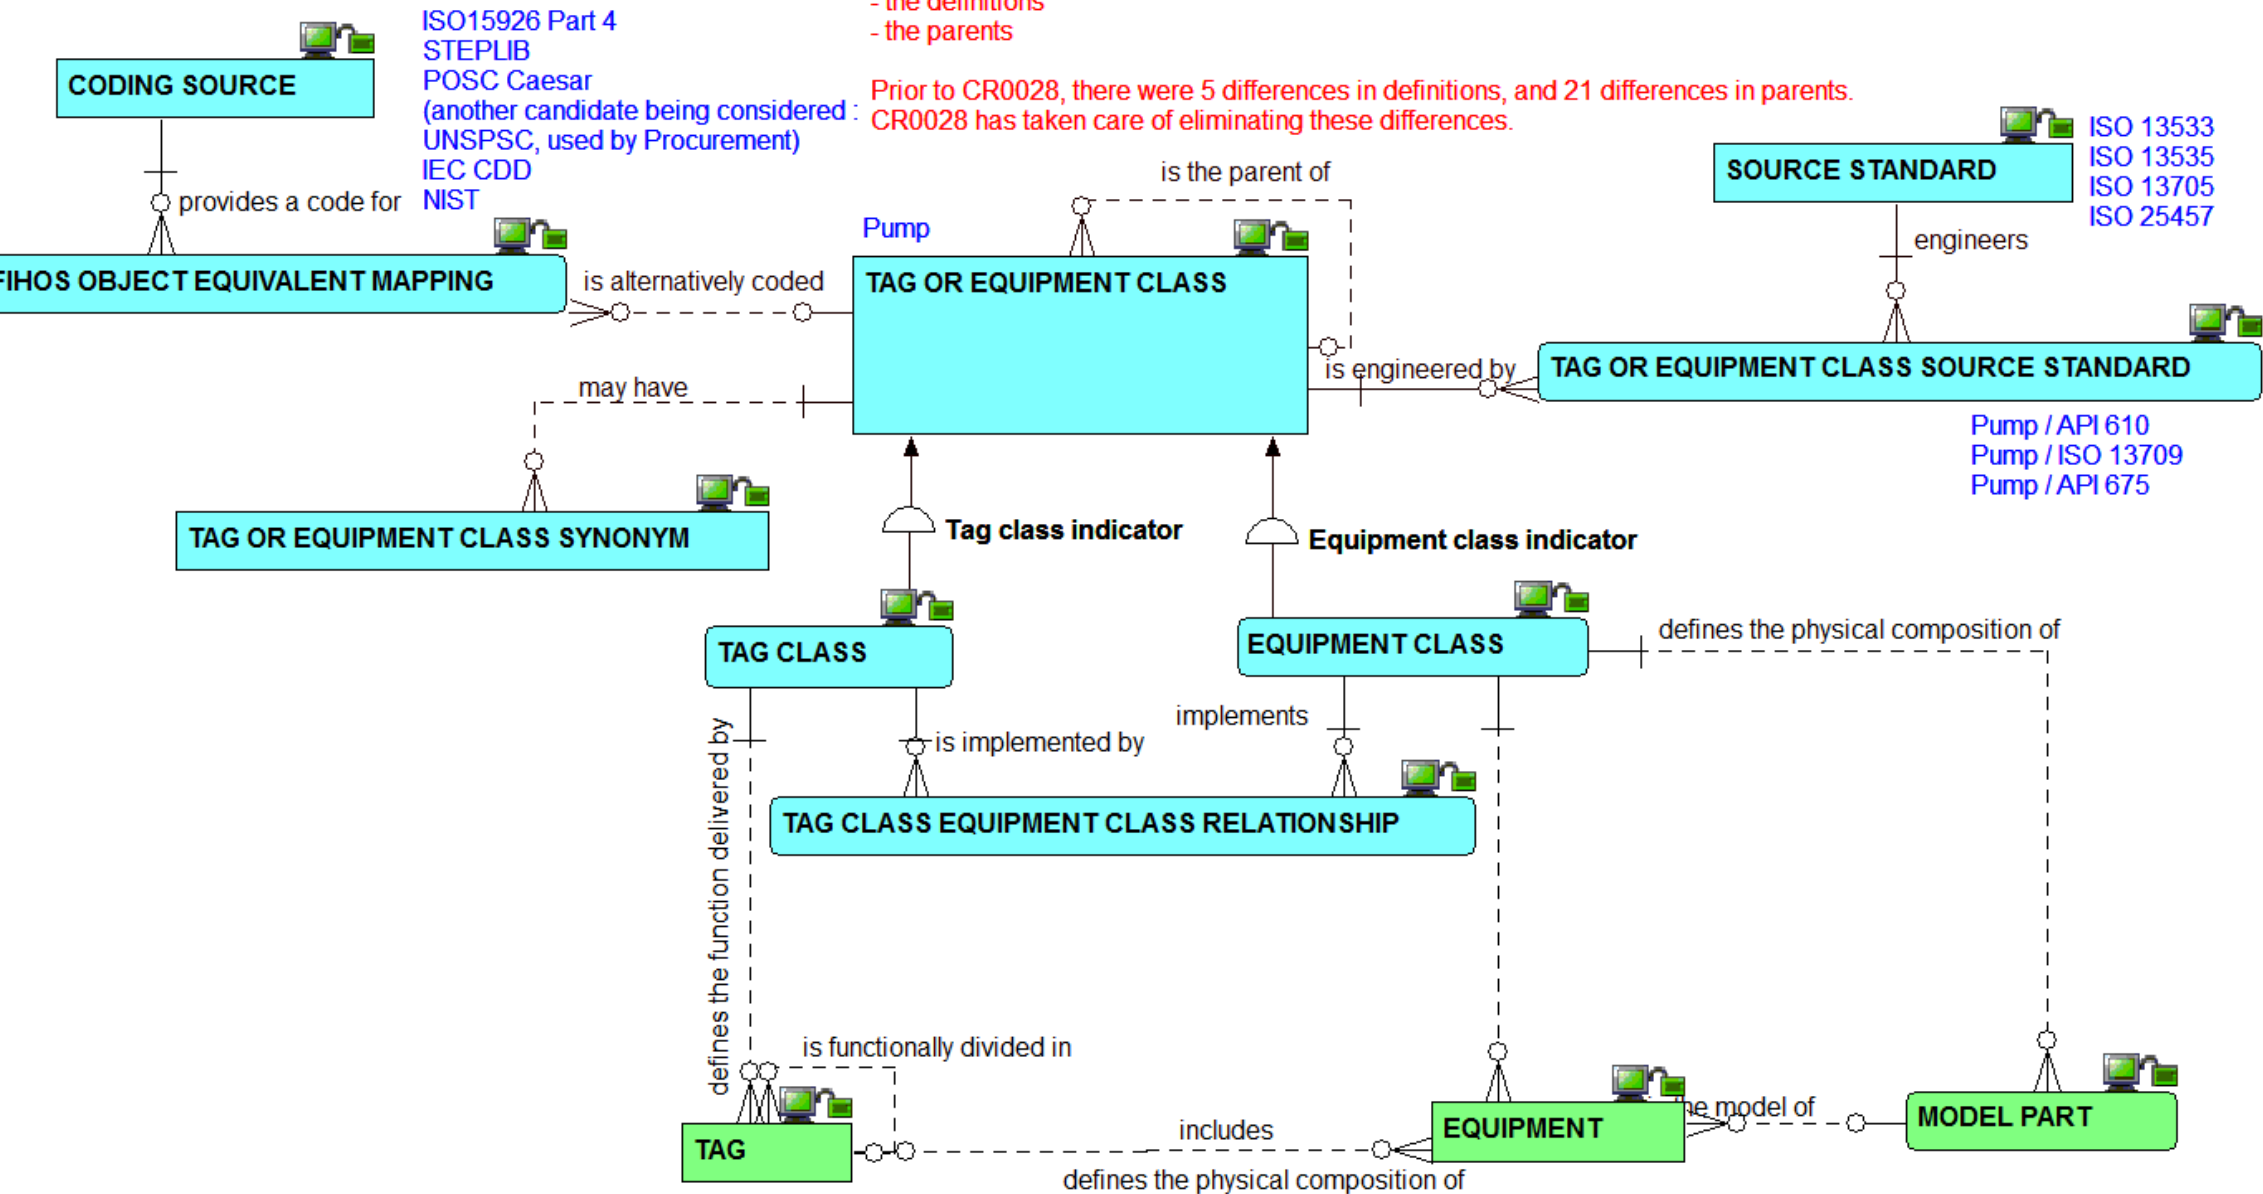 - the definitions
- the parents
Prior to CR0028, there were 5 differences in definitions, and 21 differences in parents.
CR0028 has taken care of eliminating these differences.
ISO15926 Part 4
STEPLIB
POSC Caesar
(another candidate being considered :
UNSPSC, used by Procurement)
IEC CDD
NIST
CODING SOURCE
provides a code for
FIHOS OBJECT EQUIVALENT MAPPING
is alternatively coded
Pump
is the parent of
TAG OR EQUIPMENT CLASS
SOURCE STANDARD
ISO 13533
ISO 13535
ISO 13705
ISO 25457
engineers
is engineered by
TAG OR EQUIPMENT CLASS SOURCE STANDARD
Pump / API 610
Pump / ISO 13709
Pump / API 675
may have
TAG OR EQUIPMENT CLASS SYNONYM
Tag class indicator
Equipment class indicator
TAG CLASS
EQUIPMENT CLASS
defines the physical composition of
implements
is implemented by
TAG CLASS EQUIPMENT CLASS RELATIONSHIP
defines the function delivered by
is functionally divided in
TAG
includes
defines the physical composition of
EQUIPMENT
model of
MODEL PART